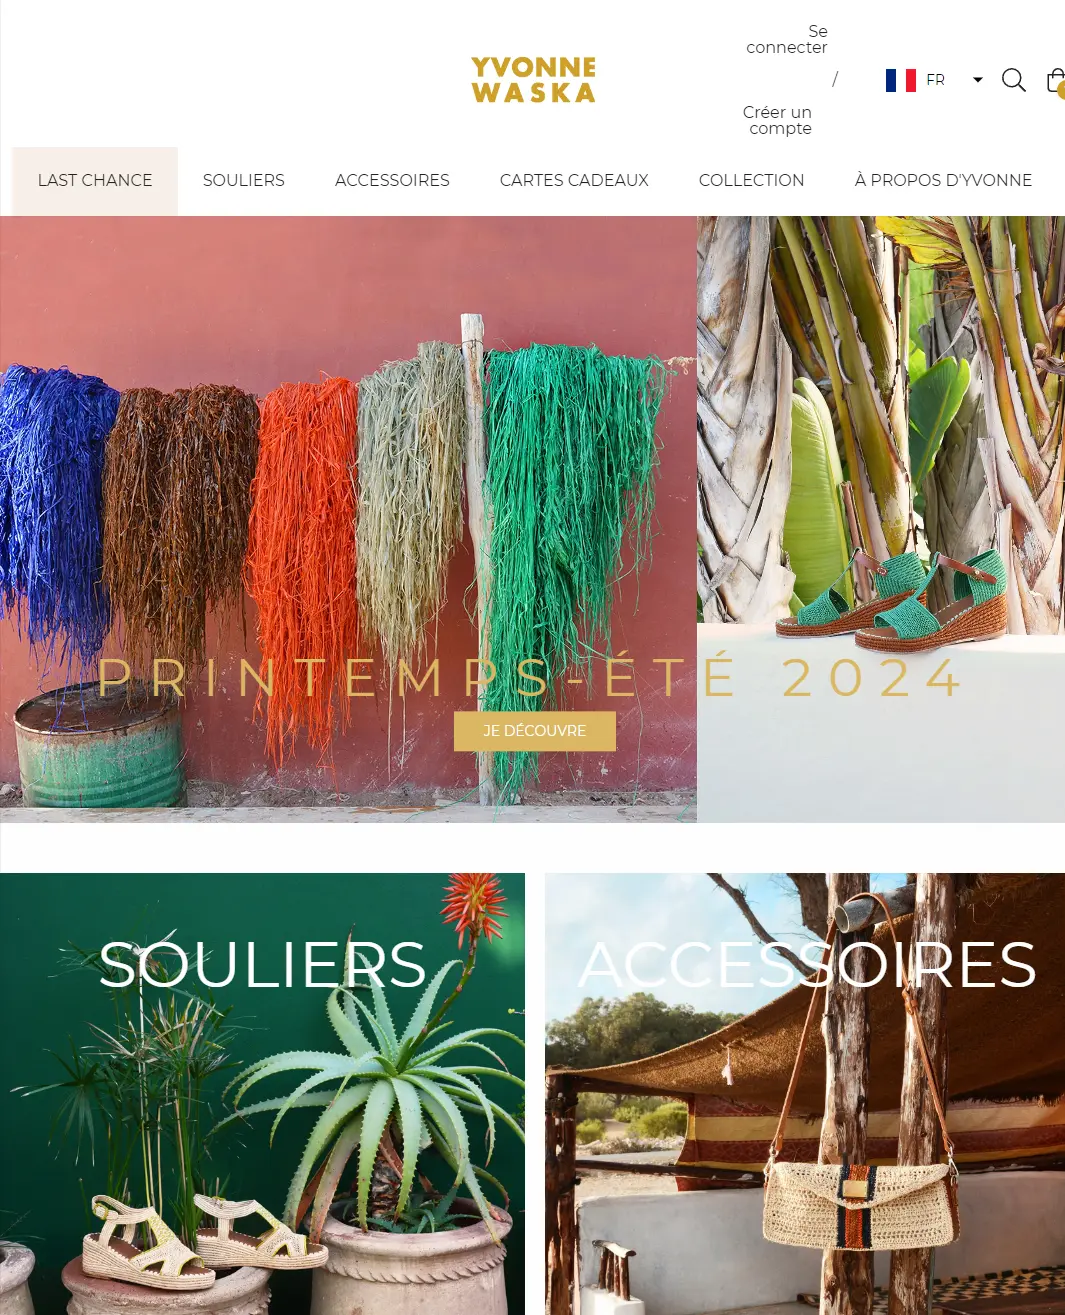 Se
connecter
/
Créer un
compte
YVONNE
WASKA
FR
LAST CHANCE
SOULIERS
ACCESSOIRES
CARTES CADEAUX
COLLECTION
À PROPOS D'YVONNE
PRINTEMPS-ÉTÉ 2024
JE DÉCOUVRE
SOULIERS
ACCESSOIRES